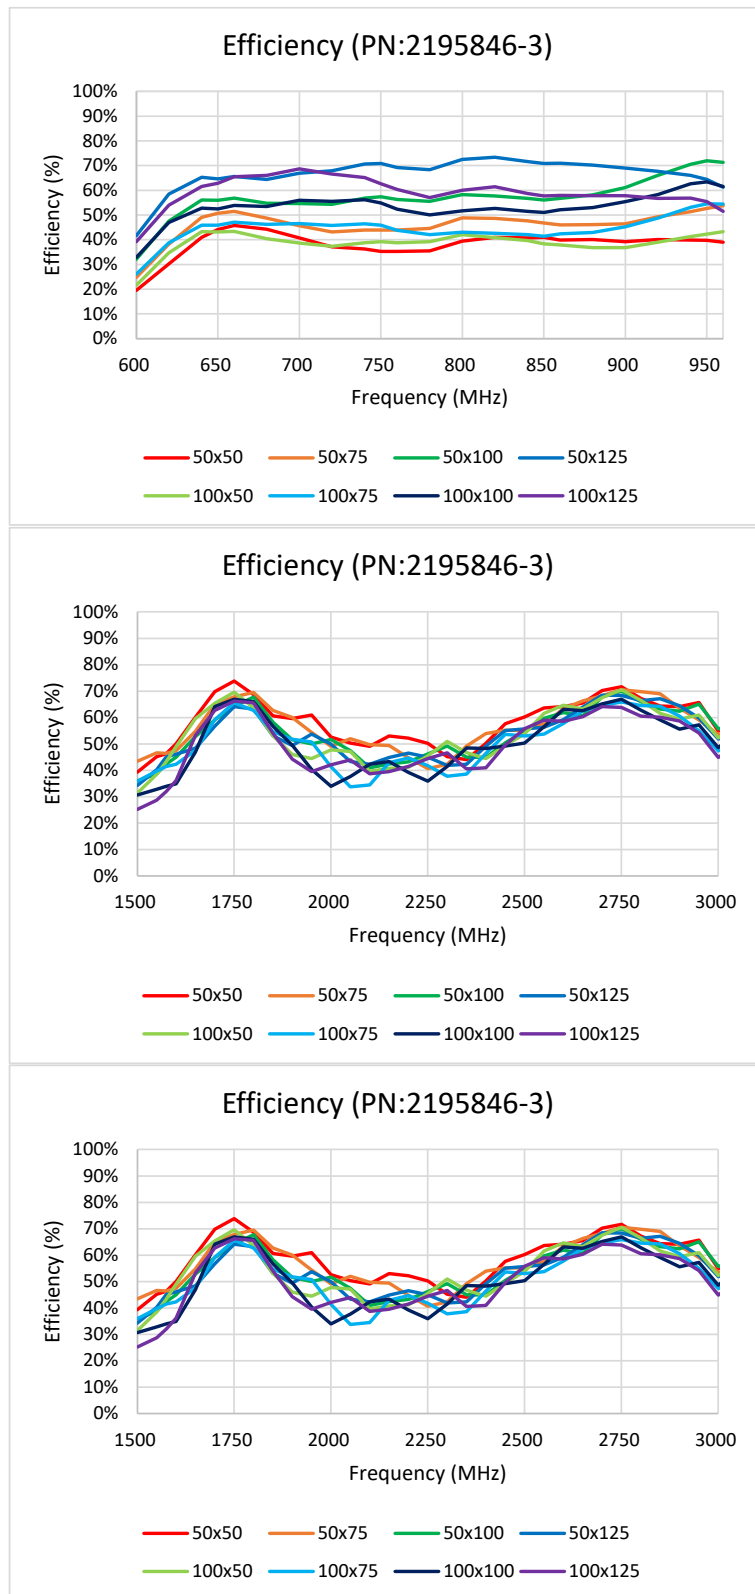 Efficiency (PN:2195846-3)
100%
90%
80%
70%
60%
50%
40%
30%
20%
10%
0%
Efficiency (%)
600 650 700 750 800 850 900 950
Frequency (MHz)
50x50 50x75 50x100 50x125
100x50 100x75 100x100 100x125
Efficiency (PN:2195846-3)
100%
90%
80%
70%
60%
50%
40%
30%
20%
10%
0%
Efficiency (%)
1500 1750 2000 2250 2500 2750 3000
Frequency (MHz)
50x50 50x75 50x100 50x125
100x50 100x75 100x100 100x125
Efficiency (PN:2195846-3)
100%
90%
80%
70%
60%
50%
40%
30%
20%
10%
0%
Efficiency (%)
1500 1750 2000 2250 2500 2750 3000
Frequency (MHz)
50x50 50x75 50x100 50x125
100x50 100x75 100x100 100x125